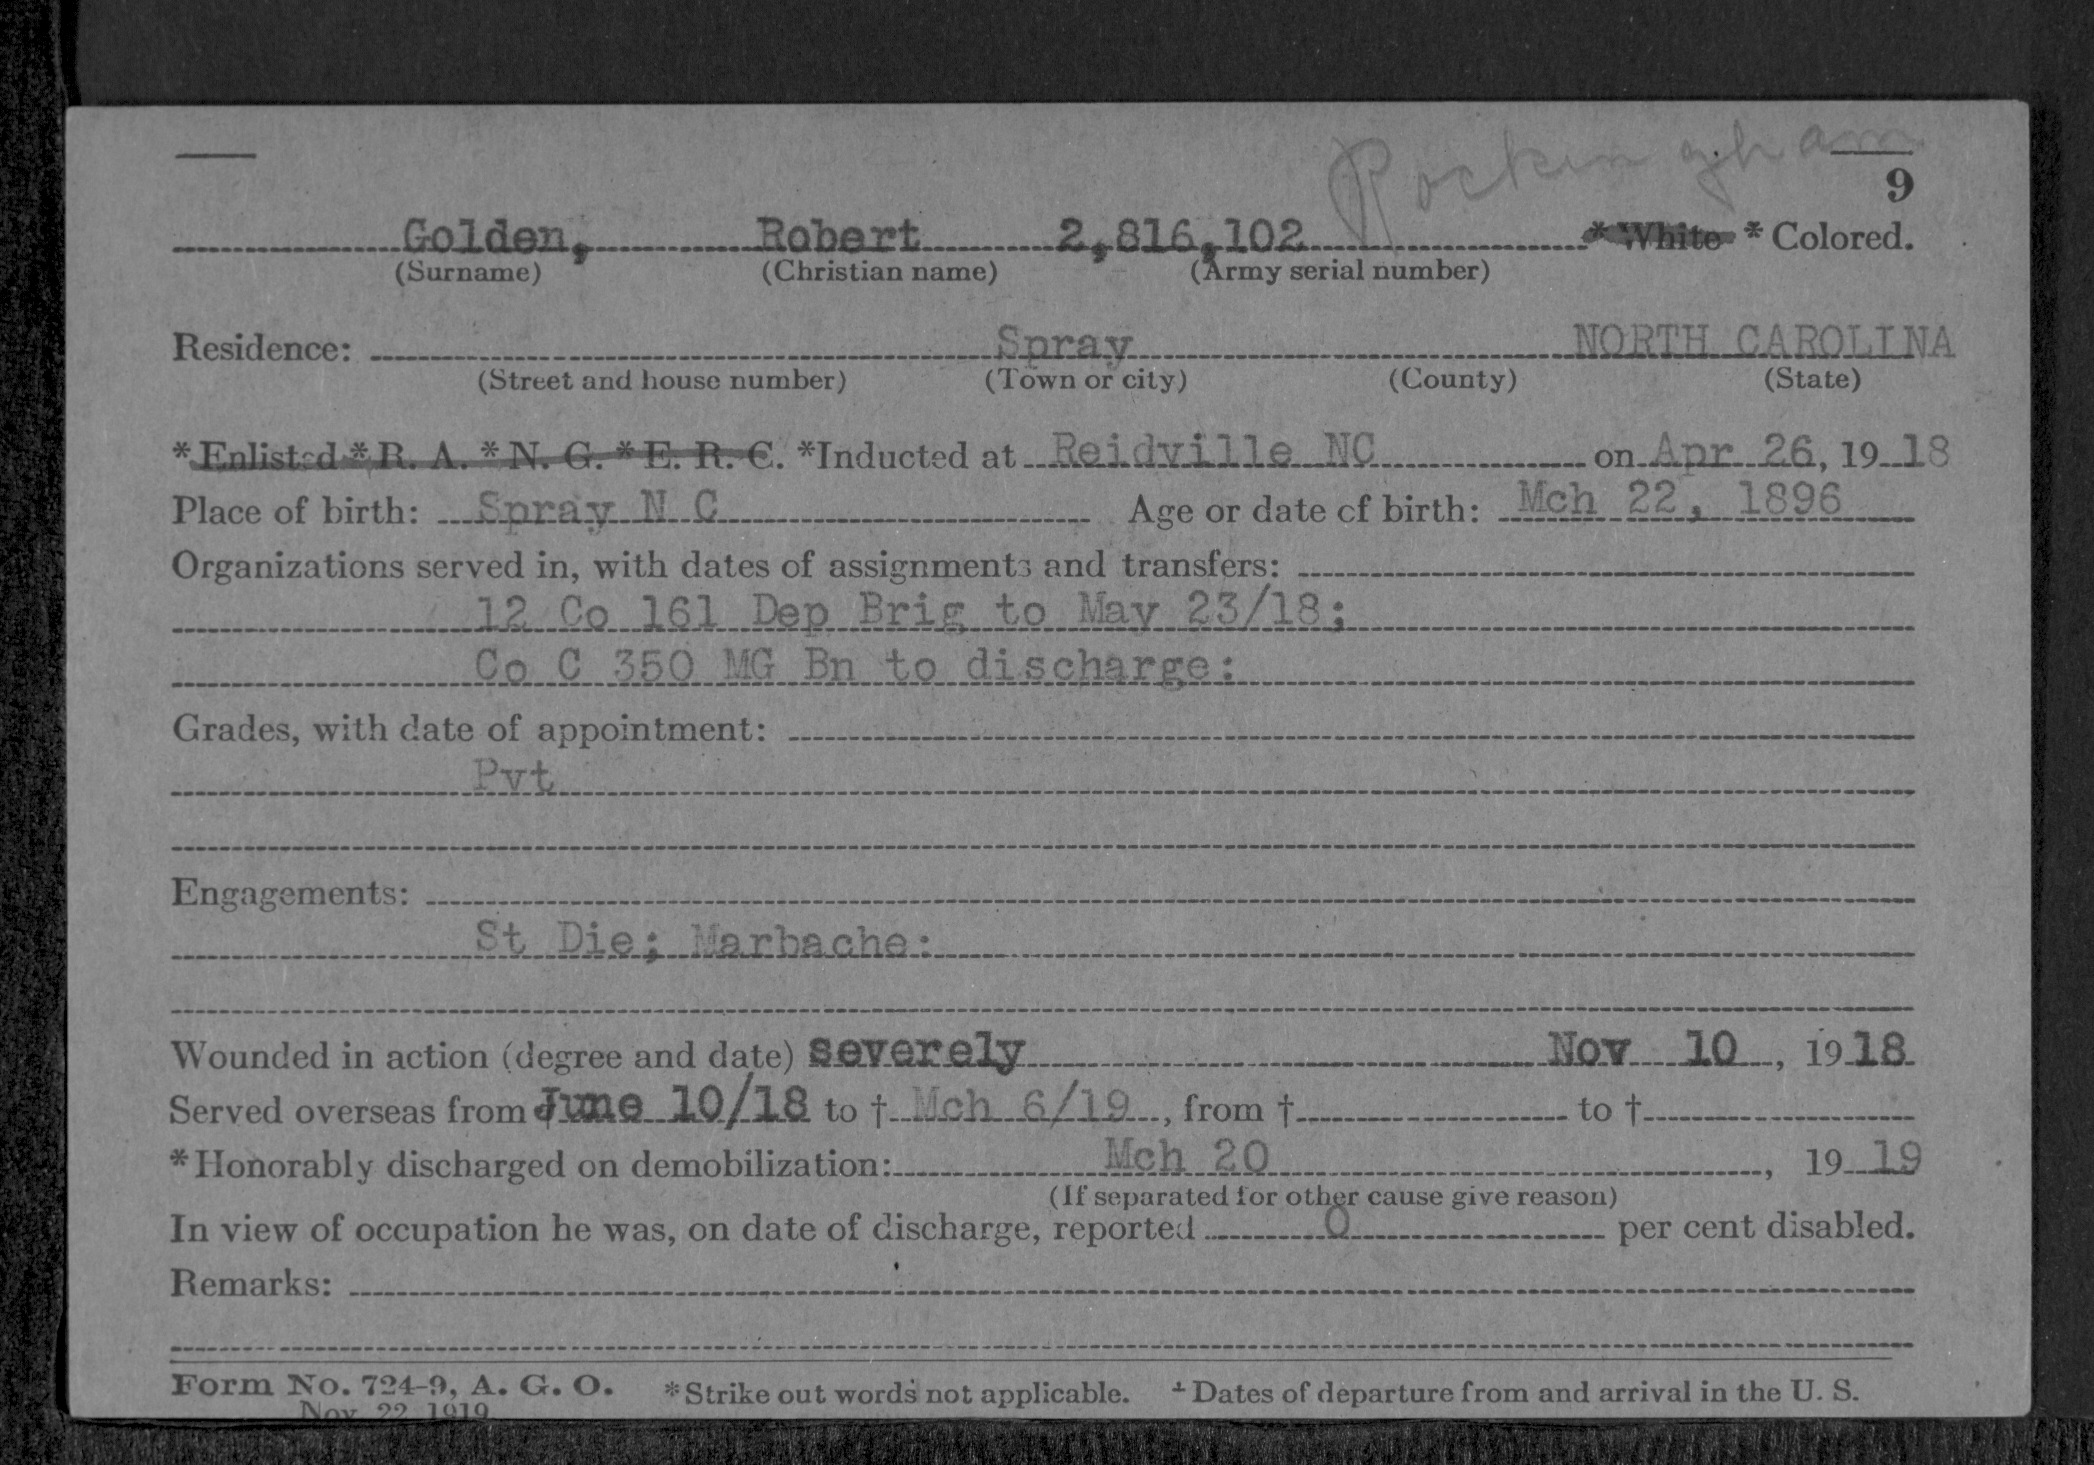 Rockingham
9
Golden, Robert 2,816,102 *White *Colored.
(Surname) (Christian name) (Army serial number)
Residence: Spray NORTH CAROLINA
(Street and house number) (Town or city) (County) (State)
*Enlisted *R. A. *N. G. *E. R. C. *Inducted at Reidville NC on Apr 26, 19 18
Place of birth: Spray N C Age or date of birth: Mch 22, 1896
Organizations served in, with dates of assignments and transfers:
12 Co 161 Dep Brig to May 23/18;
Co C 350 MG Bn to discharge:
Grades, with date of appointment:
Pvt
Engagements:
St Die; Marbache:
Wounded in action (degree and date) severely Nov 10, 19 18
Served overseas from June 10/18 to † Mch 6/19, from † to †
*Honorably discharged on demobilization: Mch 20, 19 19
(If separated for other cause give reason)
In view of occupation he was, on date of discharge, reported 0 per cent disabled.
Remarks:
Form No. 724-9, A. G. O. *Strike out words not applicable. †Dates of departure from and arrival in the U. S.
Nov. 22, 1919